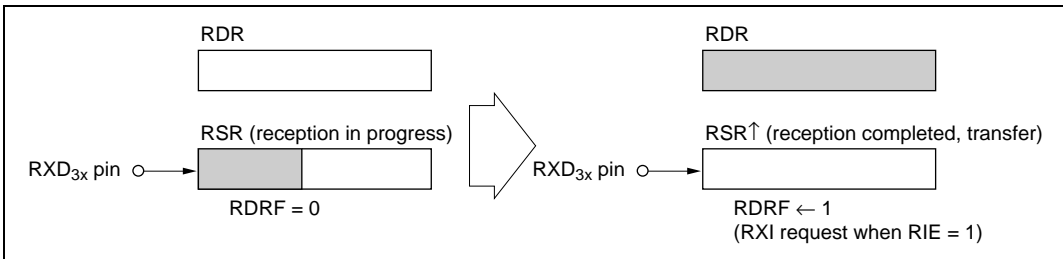 RDR
RSR (reception in progress)
RXD3x pin
RDRF = 0
RDR
RSR↑ (reception completed, transfer)
RXD3x pin
RDRF ← 1
(RXI request when RIE = 1)